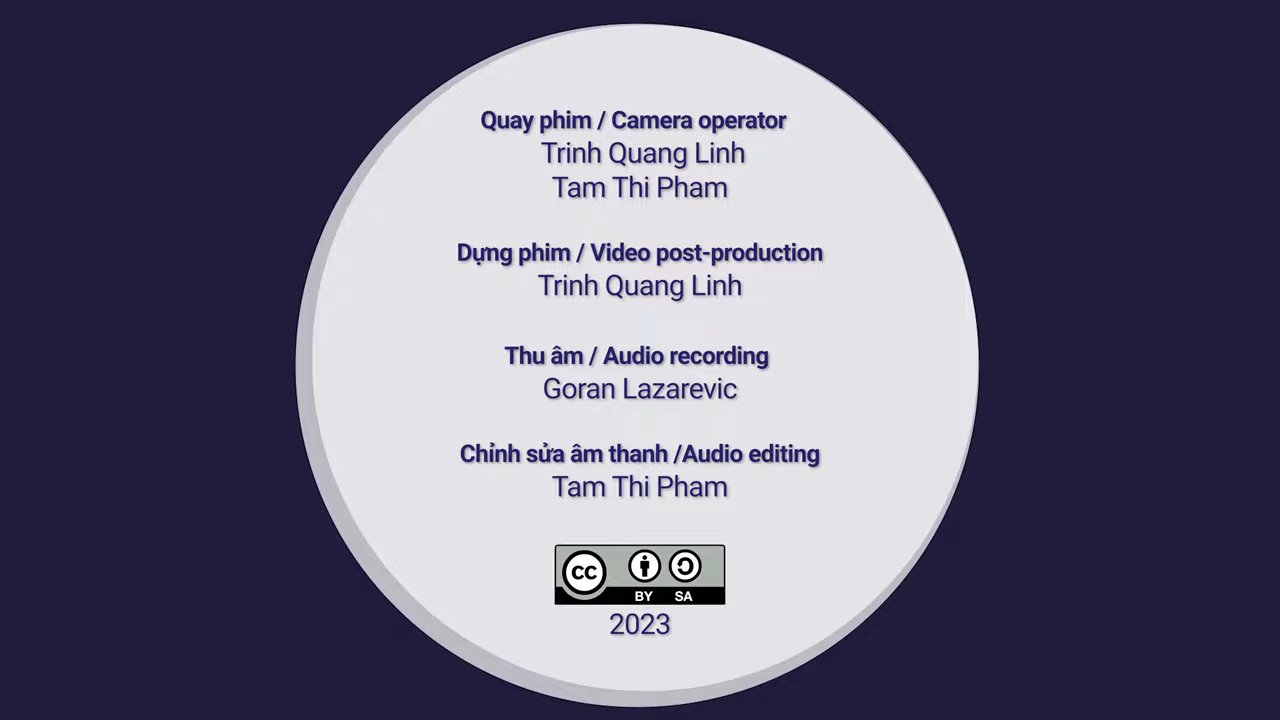 Quay phim / Camera operator
Trinh Quang Linh
Tam Thi Pham
Dựng phim / Video post-production
Trinh Quang Linh
Thu âm / Audio recording
Goran Lazarevic
Chỉnh sửa âm thanh /Audio editing
Tam Thi Pham
cc
BY SA
2023